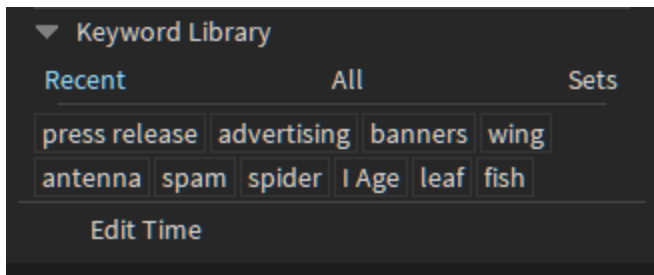 Keyword Library
Recent All Sets
press release advertising banners wing
antenna spam spider I Age leaf fish
Edit Time